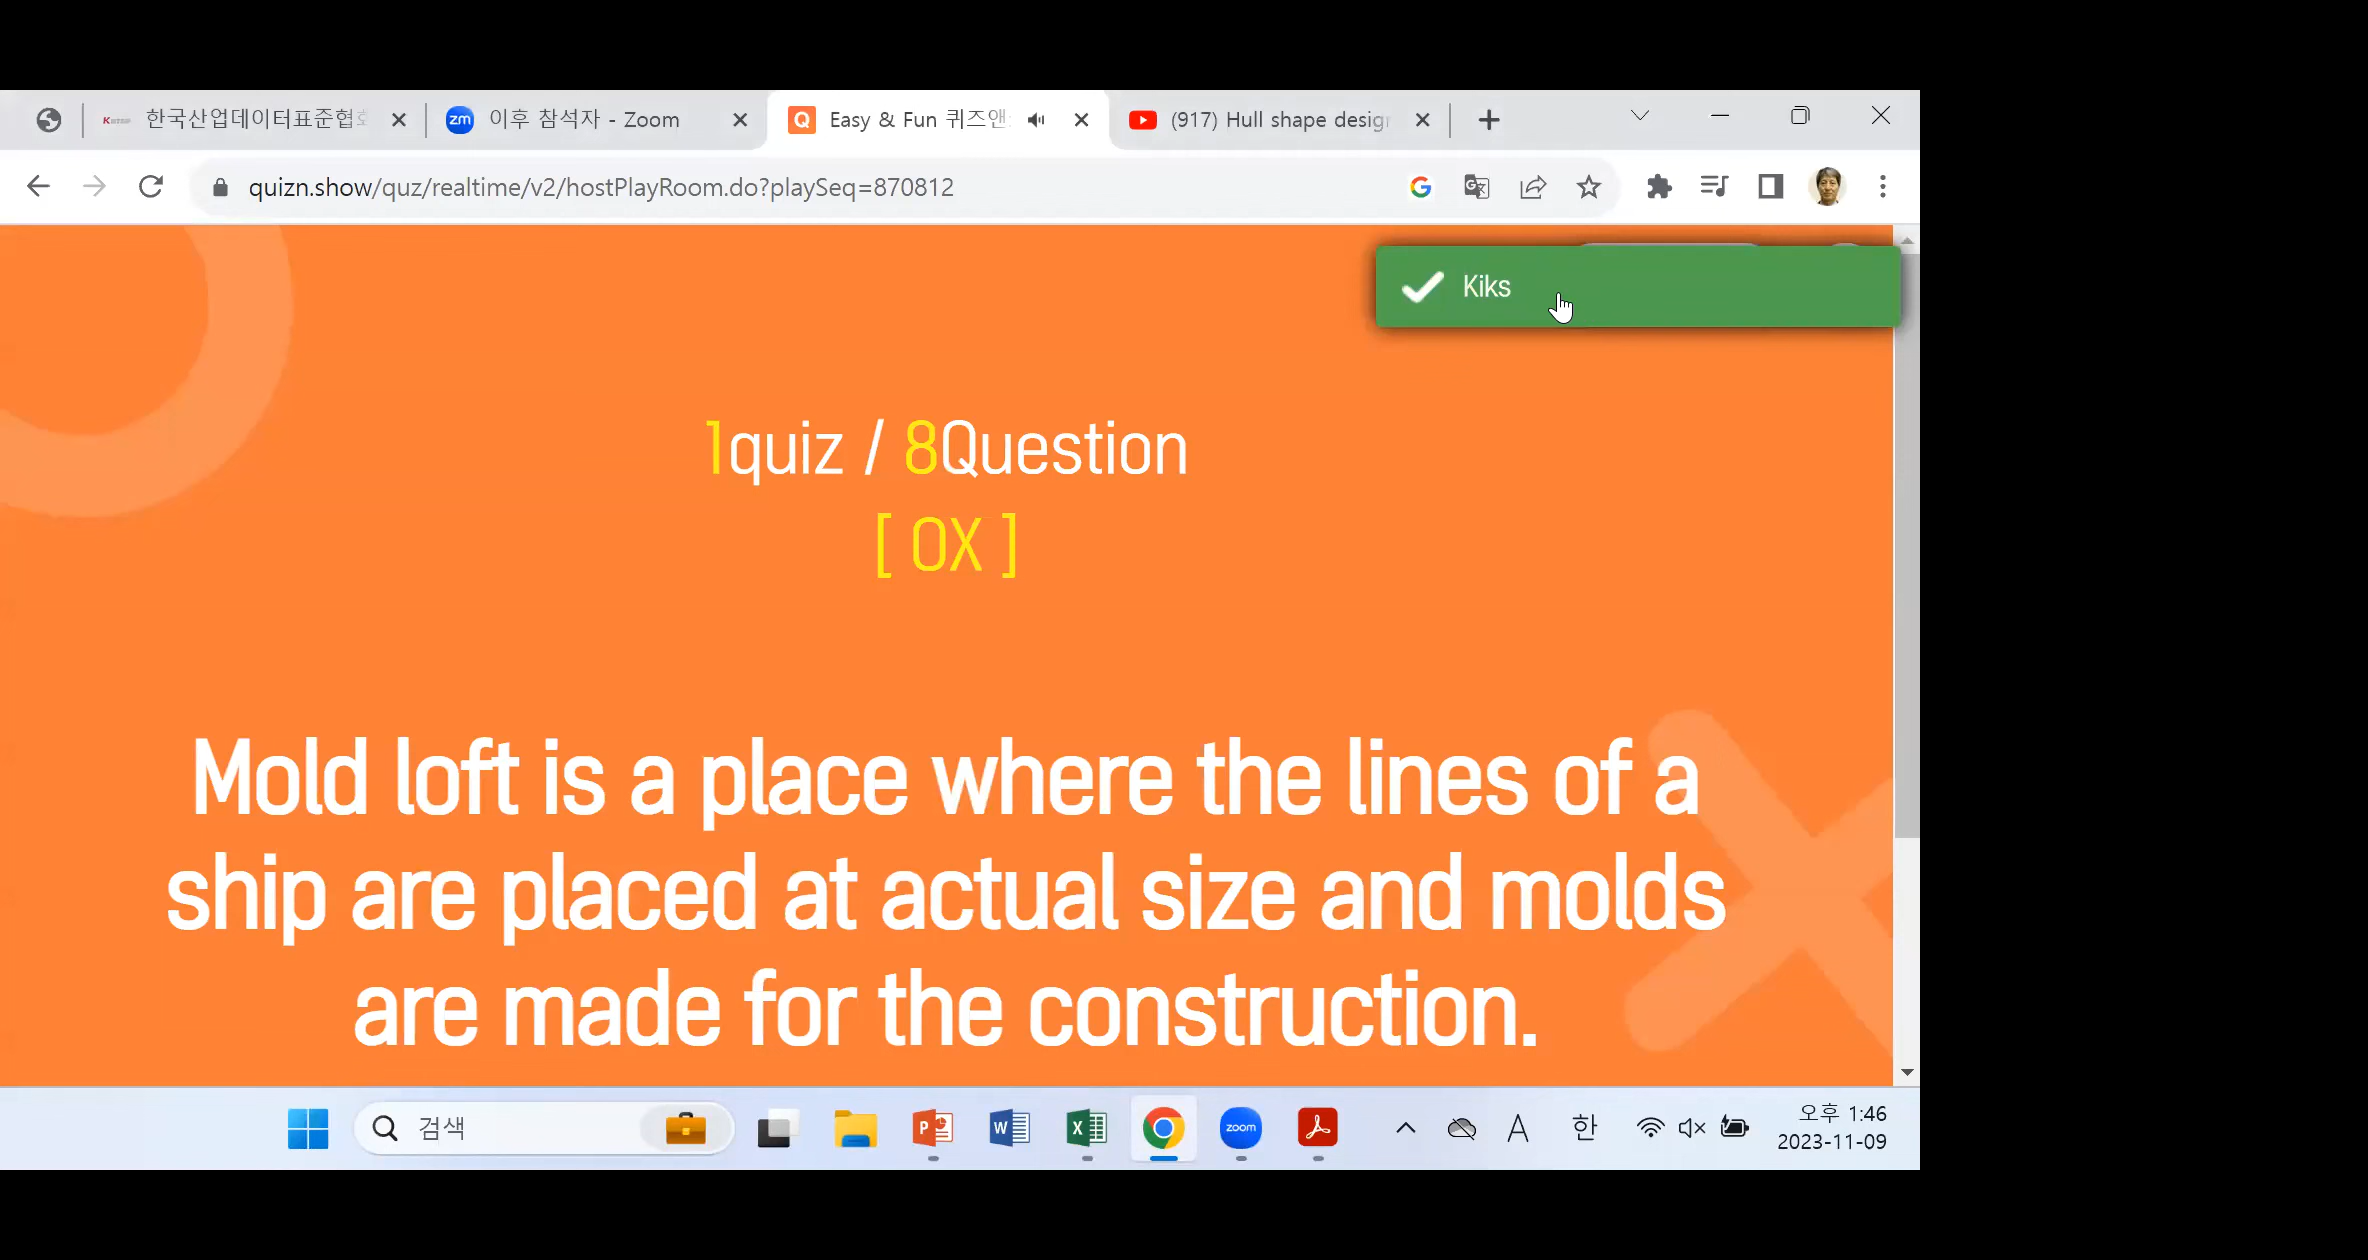 한국산업데이터표준협회
이후 참석자 - Zoom
Easy & Fun 퀴즈앤
(917) Hull shape desig
quizn.show/quz/realtime/v2/hostPlayRoom.do?playSeq=870812
Kiks
1quiz / 8Question
[ OX ]
Mold loft is a place where the lines of a
ship are placed at actual size and molds
are made for the construction.
검색
zoom
A
한
오후 1:46
2023-11-09